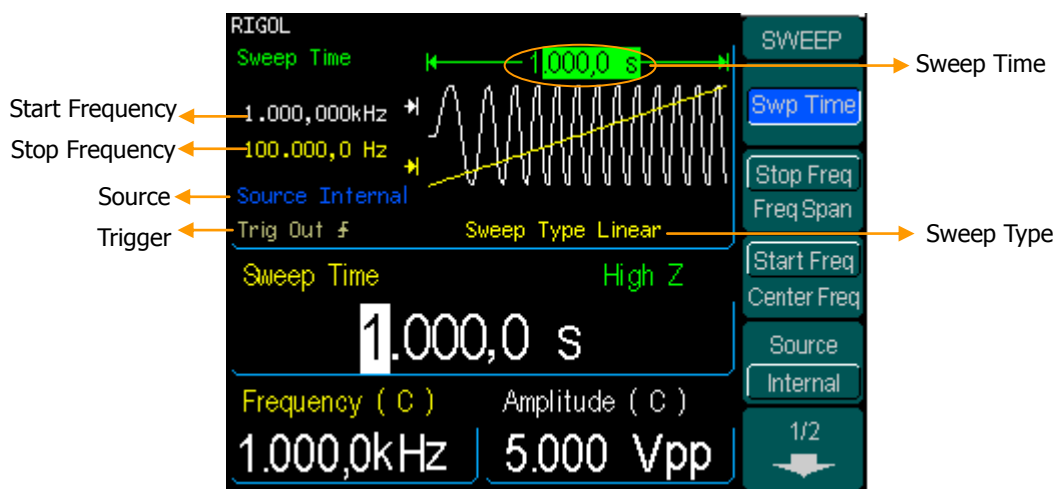 RIGOL
Sweep Time
1.000,0 s
Sweep Time
Start Frequency
1.000,000kHz
Stop Frequency
100.000,0 Hz
Source
Source Internal
Trigger
Trig Out
Sweep Type Linear
Sweep Type
Sweep Time
High Z
1.000,0 s
Frequency ( C )
Amplitude ( C )
1.000,0kHz
5.000 Vpp
SWEEP
Swp Time
Stop Freq
Freq Span
Start Freq
Center Freq
Source
Internal
1/2